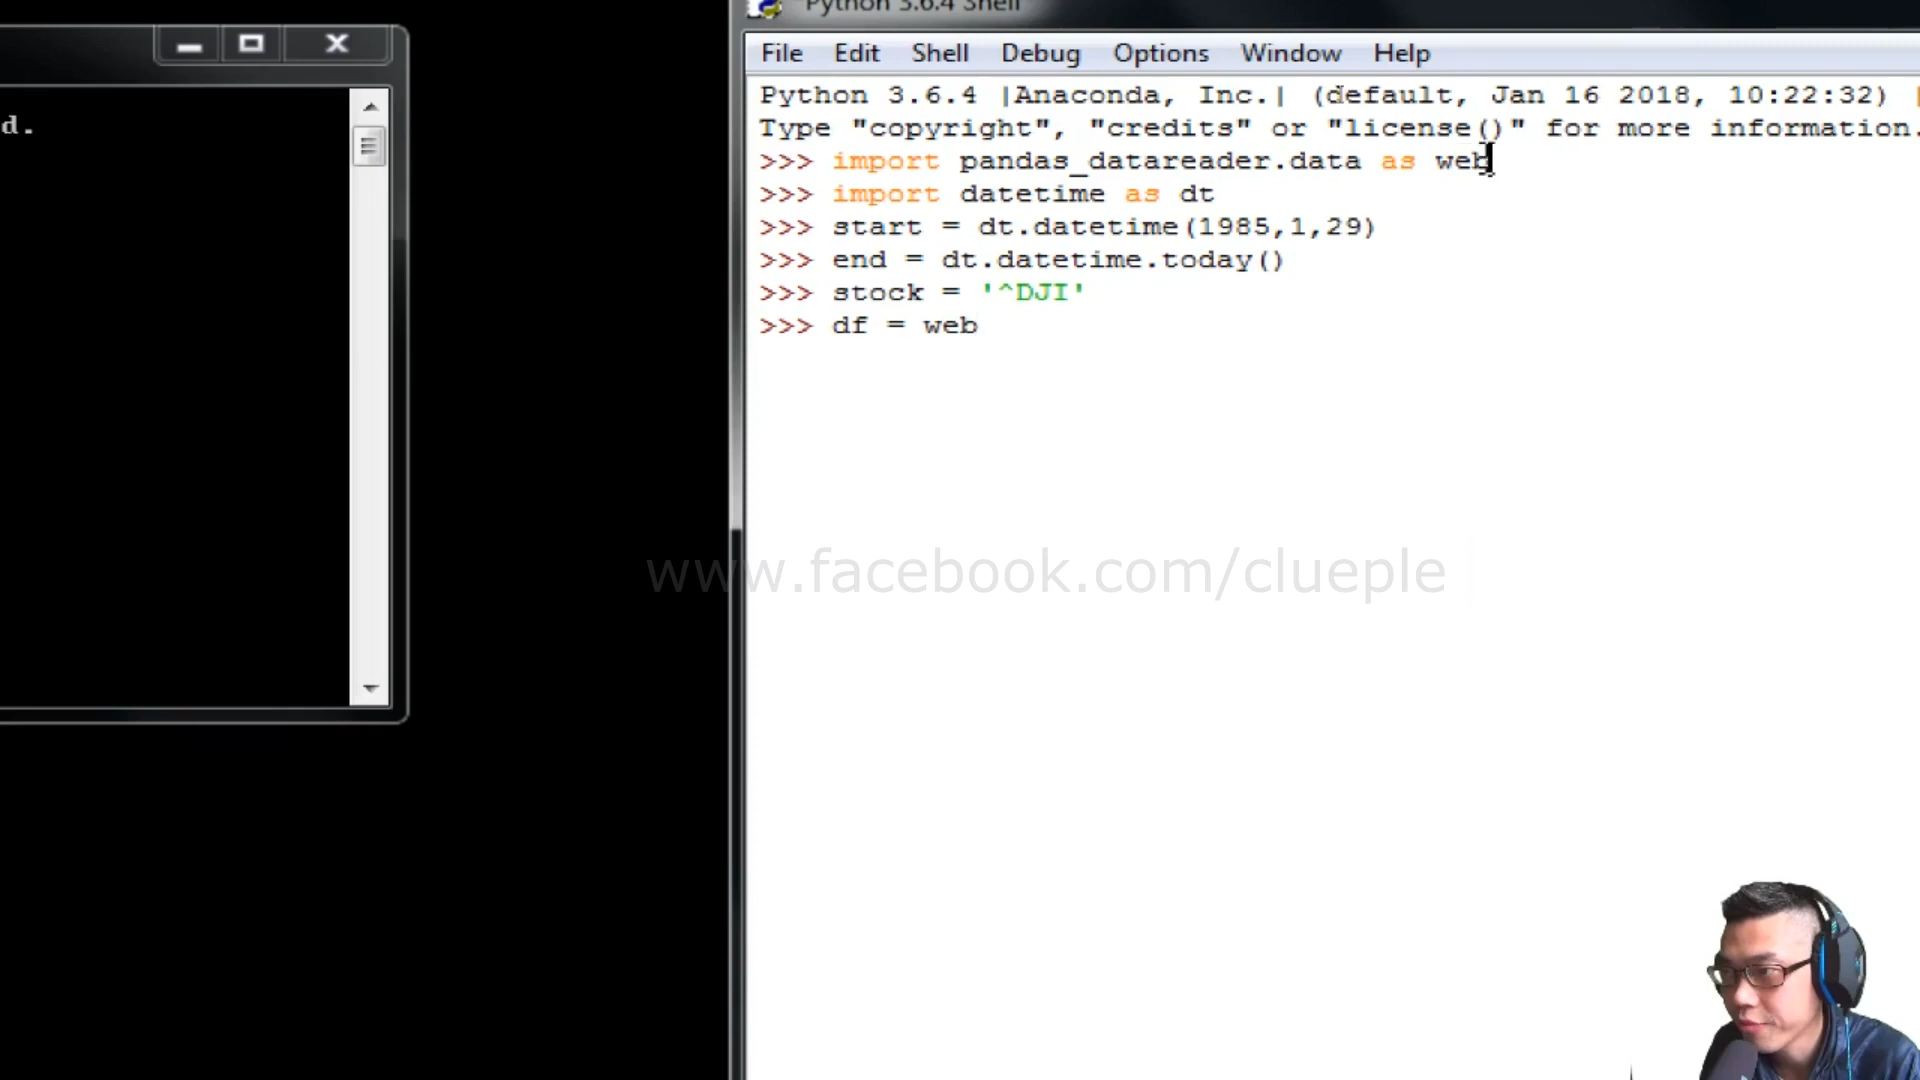 d.
Python 3.6.4 Shell
File Edit Shell Debug Options Window Help
Python 3.6.4 |Anaconda, Inc.| (default, Jan 16 2018, 10:22:32)
Type "copyright", "credits" or "license()" for more information.
>>> import pandas_datareader.data as web
>>> import datetime as dt
>>> start = dt.datetime(1985,1,29)
>>> end = dt.datetime.today()
>>> stock = '^DJI'
>>> df = web
www.facebook.com/clueple